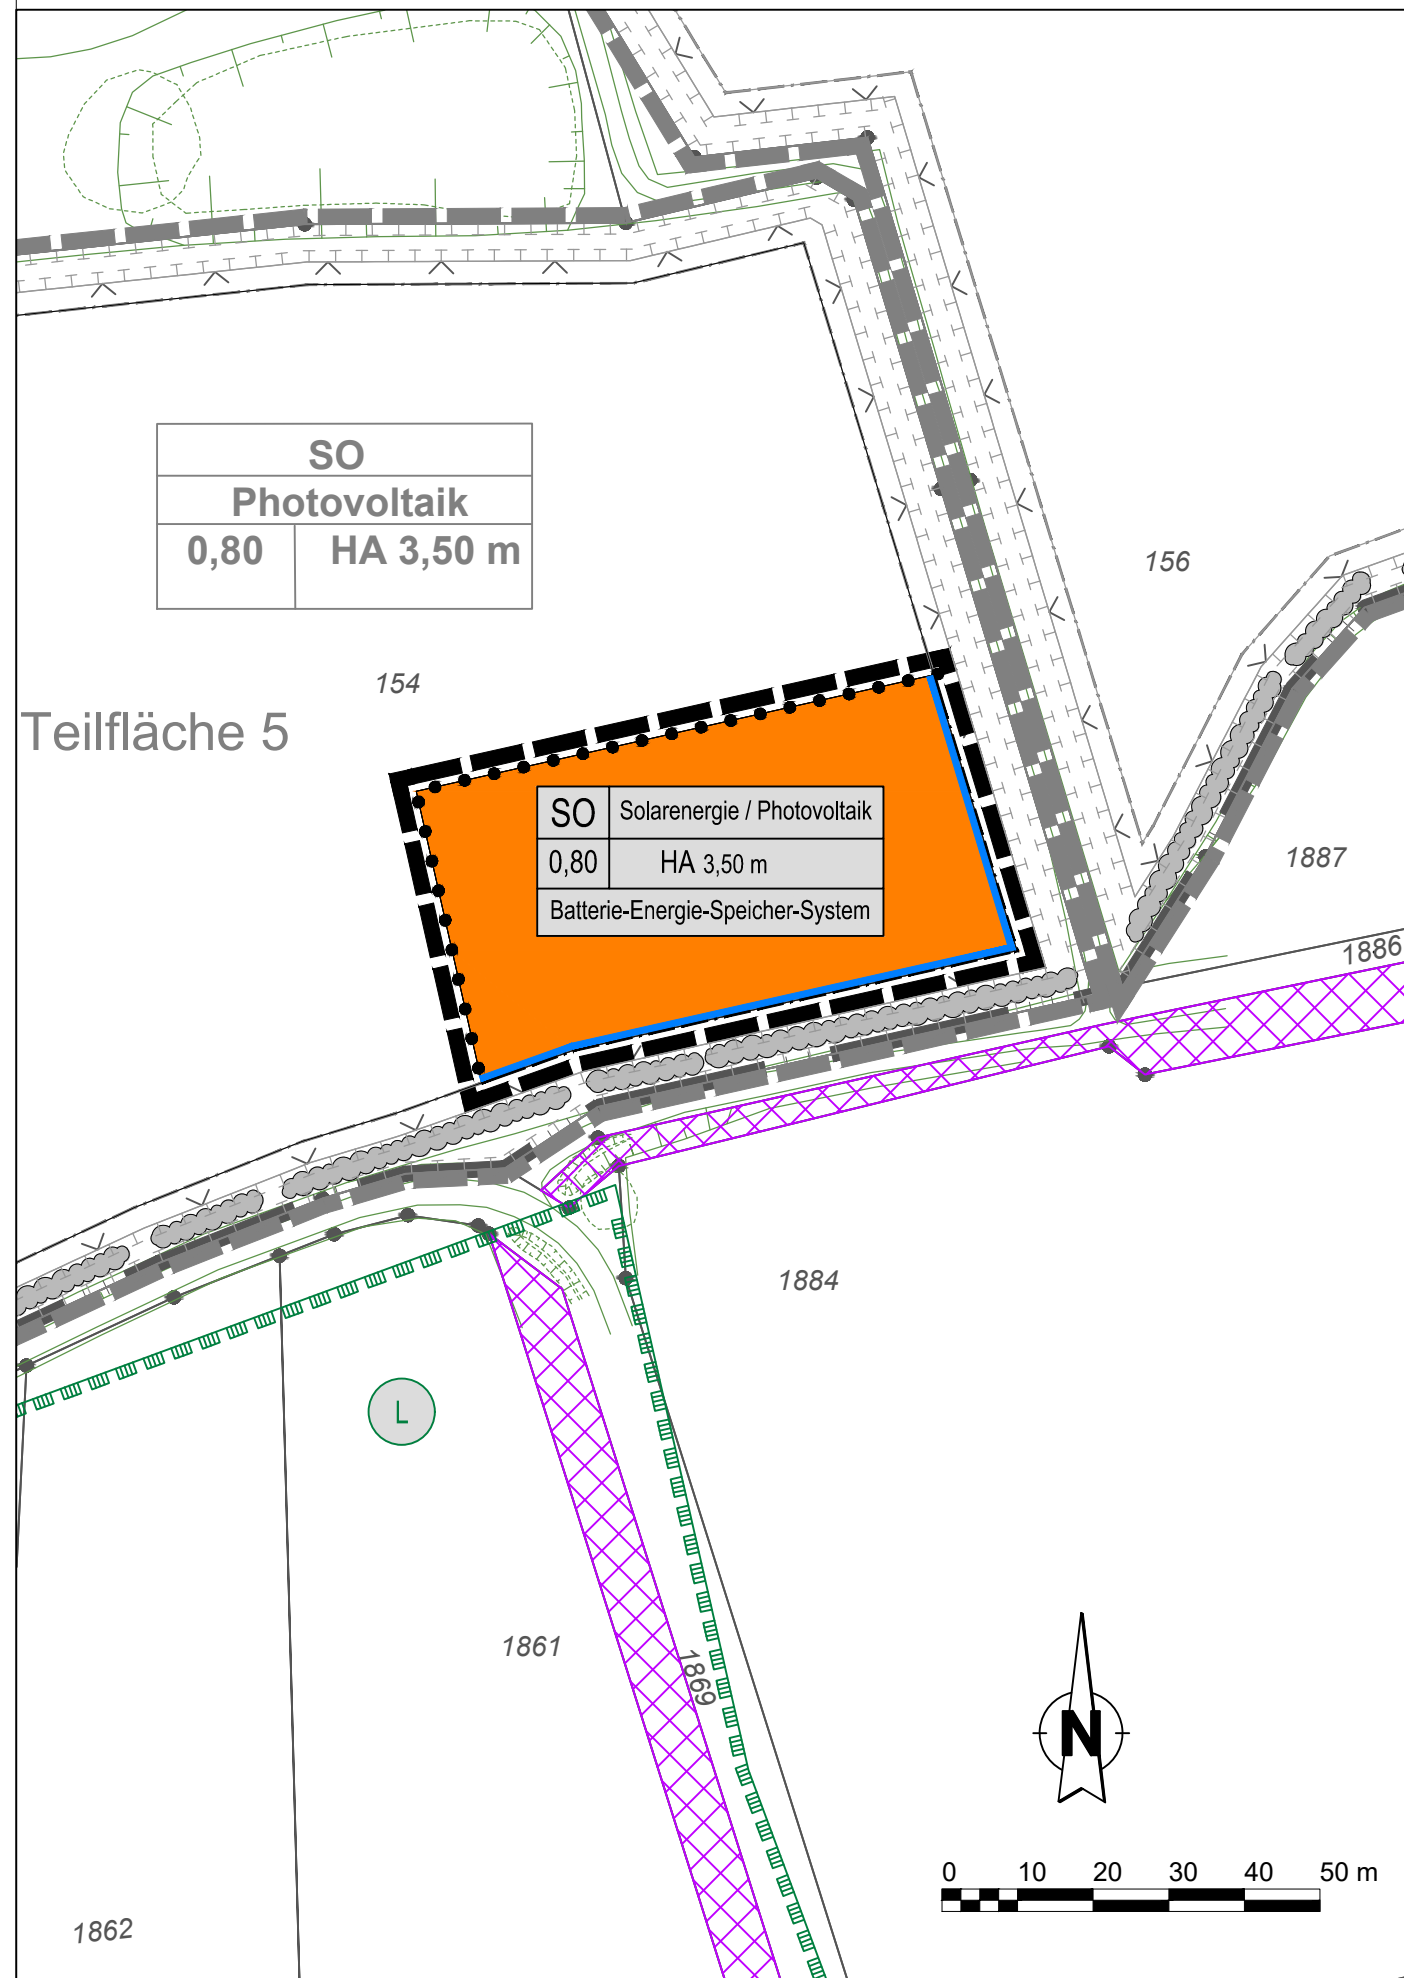 SO
Photovoltaik
0,80 HA 3,50 m
156
154
Teilfläche 5
SO Solarenergie / Photovoltaik
0,80 HA 3,50 m
Batterie-Energie-Speicher-System
1887
1886
1884
L
1861
1869
N
0 10 20 30 40 50 m
1862